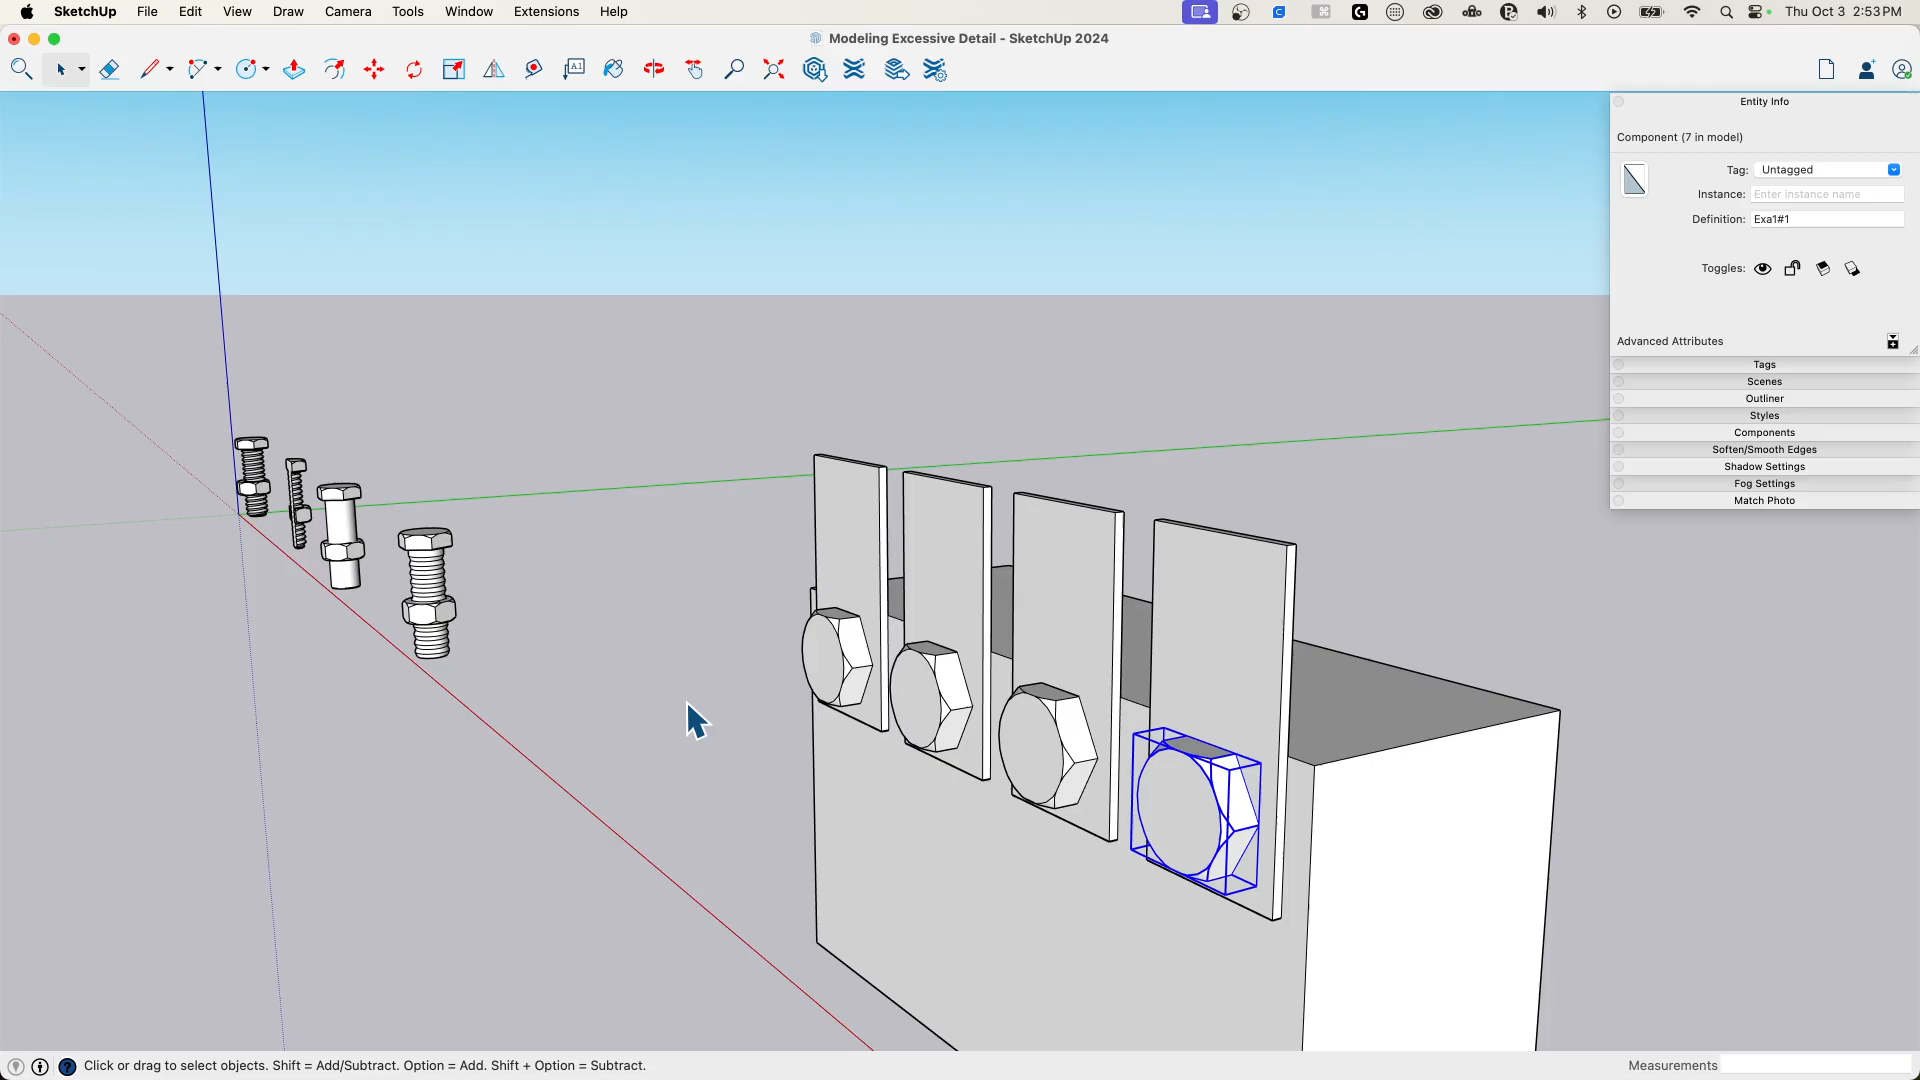 SketchUp File Edit View Draw Camera Tools Window Extensions Help Thu Oct 3 2:53 PM
Modeling Excessive Detail - SketchUp 2024
A1
Entity Info
Component (7 in model)
Tag: Untagged
Instance: Enter instance name
Definition: Exa1#1
Toggles:
Advanced Attributes
Tags
Scenes
Outliner
Styles
Components
Soften/Smooth Edges
Shadow Settings
Fog Settings
Match Photo
Click or drag to select objects. Shift = Add/Subtract. Option = Add. Shift + Option = Subtract. Measurements